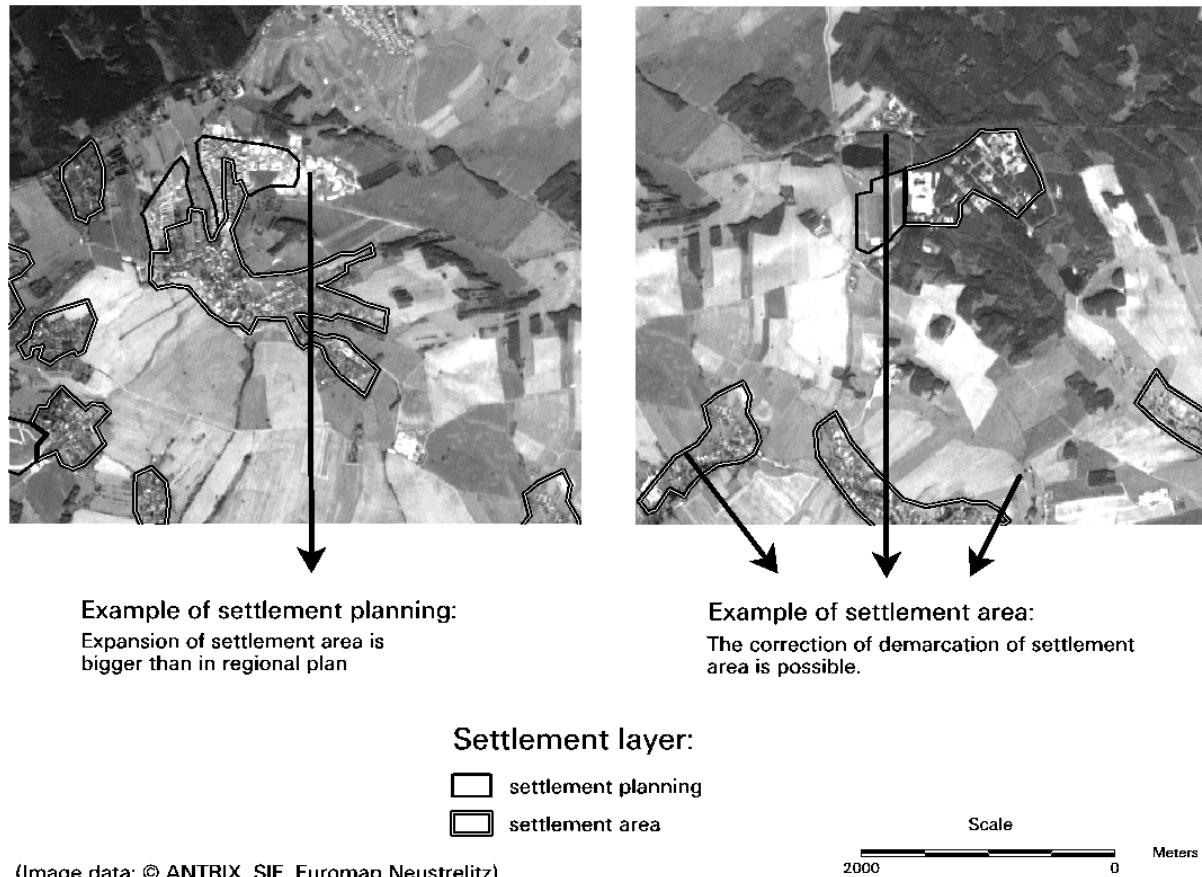 Example of settlement planning:
Expansion of settlement area is
bigger than in regional plan
Example of settlement area:
The correction of demarcation of settlement
area is possible.
Settlement layer:
settlement planning
settlement area
Scale
Meters
2000 0
(Image data: © ANTRIX, SIE, Euromap Neustrelitz)